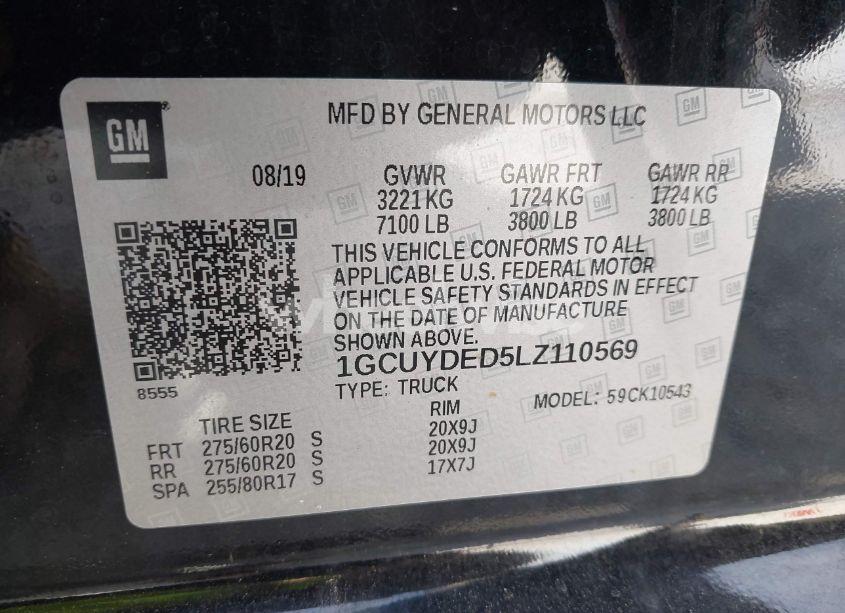 GM
MFD BY GENERAL MOTORS LLC
08/19 GVWR GAWR FRT GAWR RR
3221 KG 1724 KG 1724 KG
7100 LB 3800 LB 3800 LB
THIS VEHICLE CONFORMS TO ALL
APPLICABLE U.S. FEDERAL MOTOR
VEHICLE SAFETY STANDARDS IN EFFECT
ON THE DATE OF MANUFACTURE
SHOWN ABOVE.
1GCUYDED5LZ110569
8555
TYPE: TRUCK MODEL: 59CK10543
TIRE SIZE RIM
FRT 275/60R20 S 20X9J
RR 275/60R20 S 20X9J
SPA 255/80R17 S 17X7J